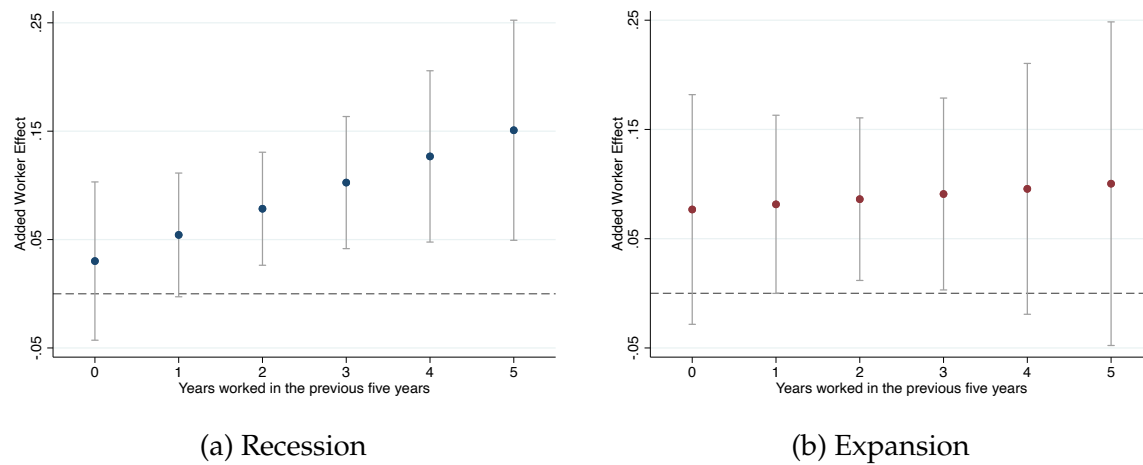 .25
.15
.05
-.05
Added Worker Effect
0 1 2 3 4 5
Years worked in the previous five years
(a) Recession
.25
.15
.05
-.05
Added Worker Effect
0 1 2 3 4 5
Years worked in the previous five years
(b) Expansion